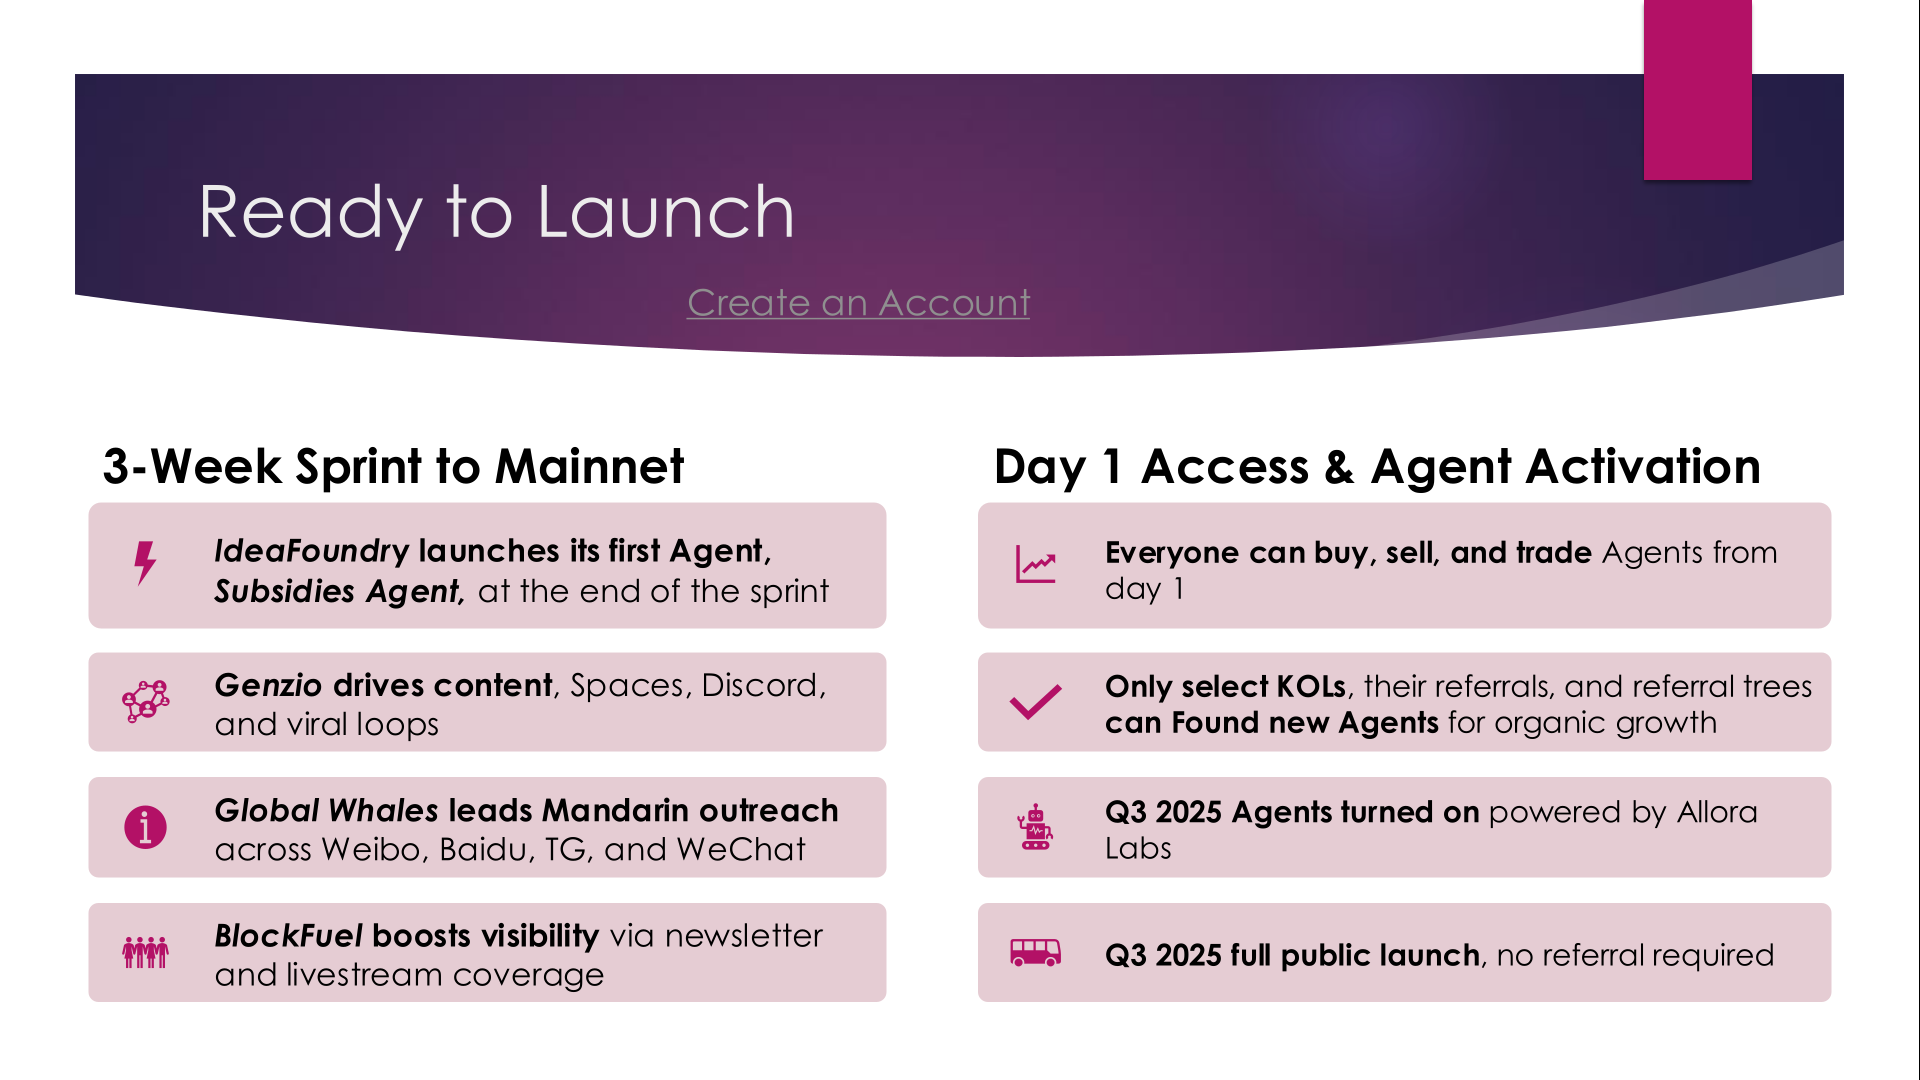 Ready to Launch
Create an Account
3-Week Sprint to Mainnet
IdeaFoundry launches its first Agent,
Subsidies Agent, at the end of the sprint
Genzio drives content, Spaces, Discord,
and viral loops
Global Whales leads Mandarin outreach
across Weibo, Baidu, TG, and WeChat
BlockFuel boosts visibility via newsletter
and livestream coverage
Day 1 Access & Agent Activation
Everyone can buy, sell, and trade Agents from
day 1
Only select KOLs, their referrals, and referral trees
can Found new Agents for organic growth
Q3 2025 Agents turned on powered by Allora
Labs
Q3 2025 full public launch, no referral required